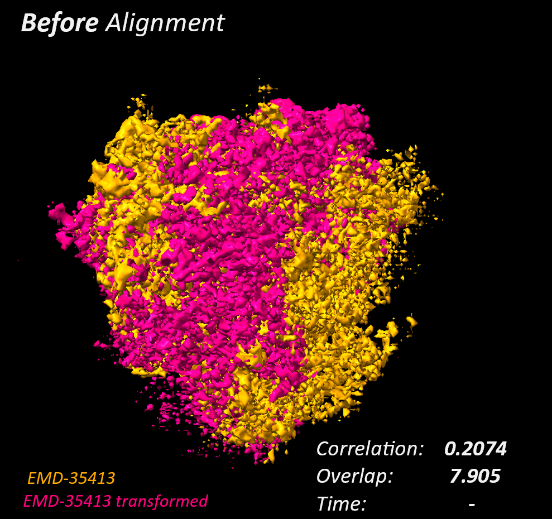 Before Alignment
Correlation: 0.2074
Overlap: 7.905
Time: -
EMD-35413
EMD-35413 transformed